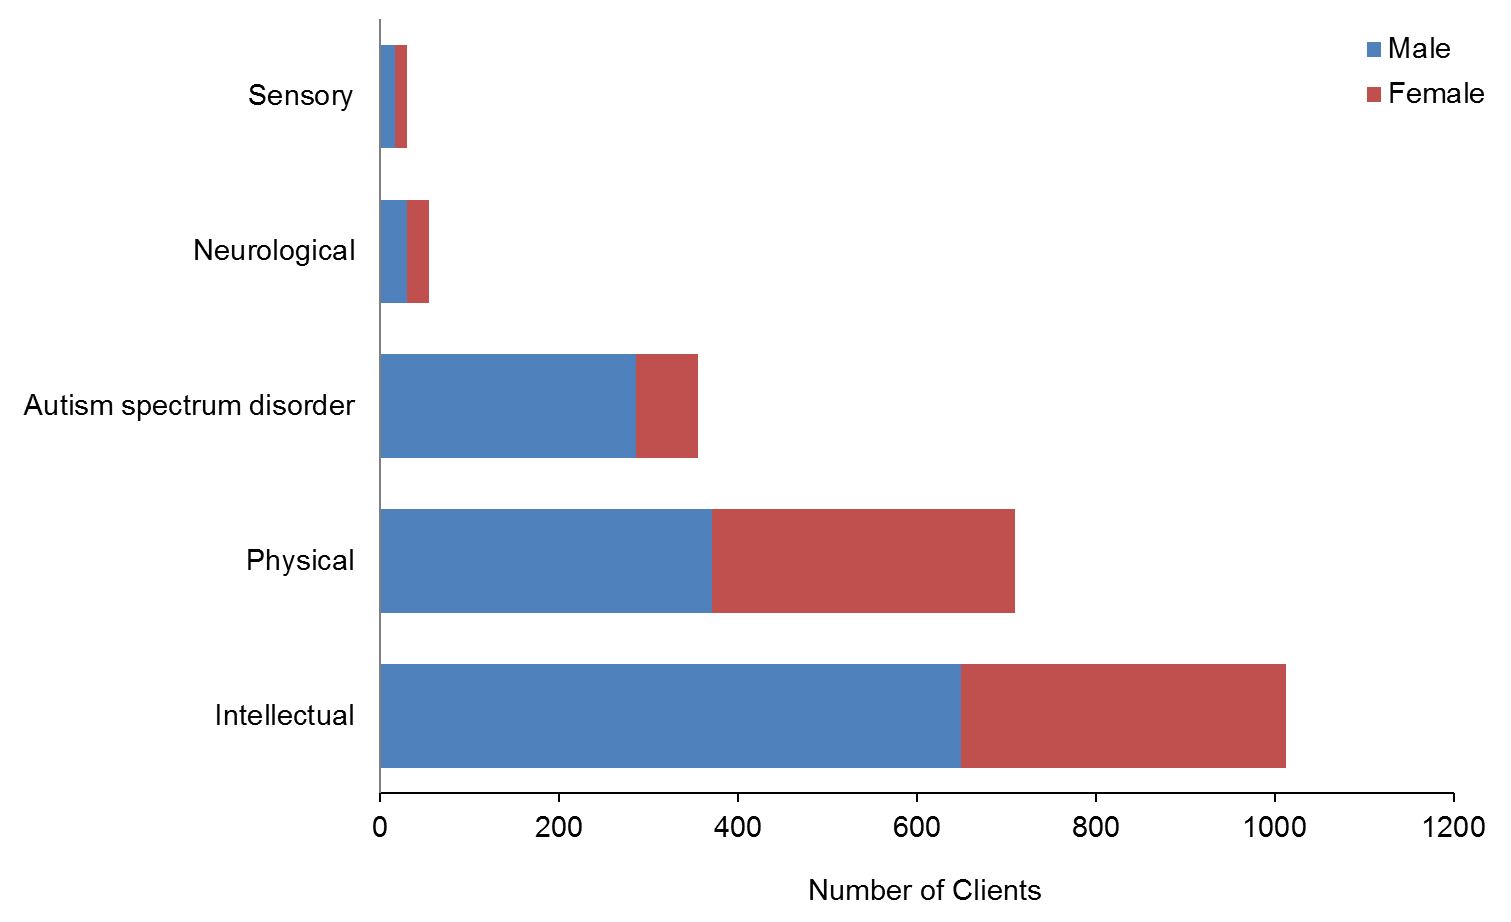 Male
Female
Sensory
Neurological
Autism spectrum disorder
Physical
Intellectual
0 200 400 600 800 1000 1200
Number of Clients